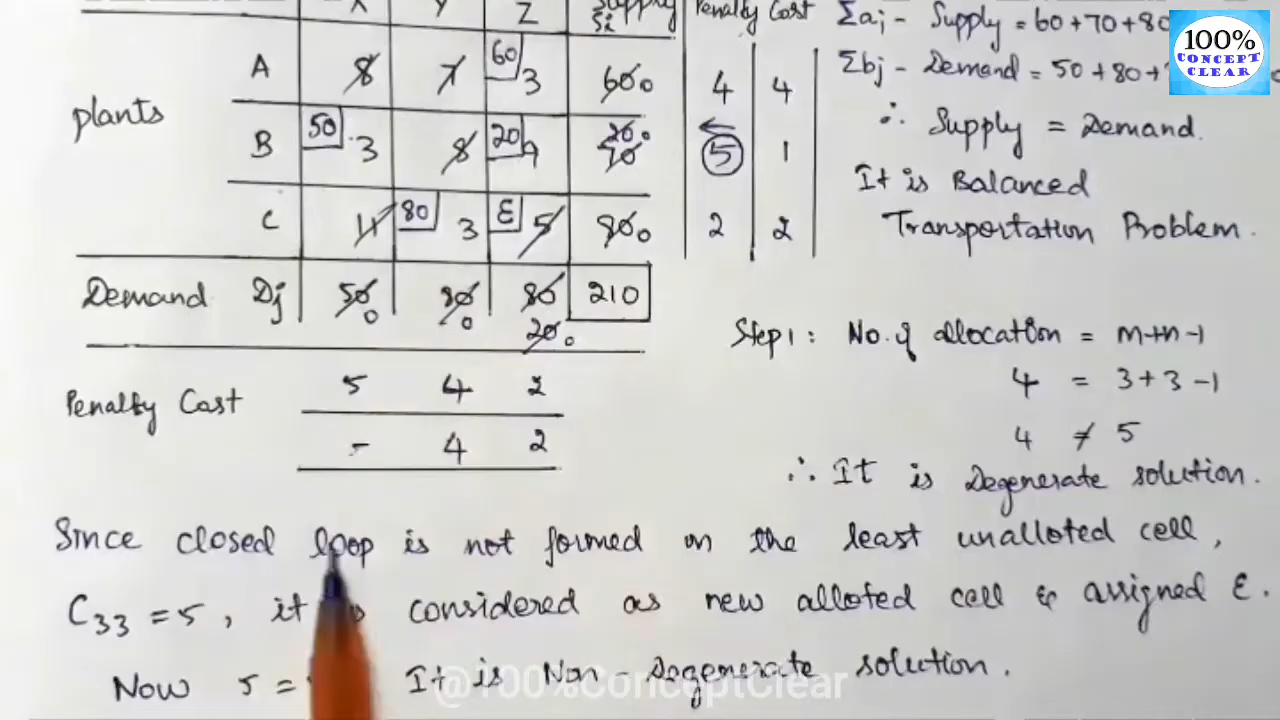 X Y Z Supply Si Penalty Cost
Σaj - Supply = 60+70+80
100% CONCEPT CLEAR
Σbj - Demand = 50+80+
plants
A 8 7 60 3 60 0 4 4
B 50 3 8 20 9 70 20 0 5 1
C 11 80 3 ε 5 80 0 2 2
Demand Dj 50 0 80 0 80 20 0 210
∴ Supply = Demand.
It is Balanced
Transportation Problem.
Penalty Cost 5 4 2
- 4 2
Step 1: No. of allocation = m+n-1
4 = 3+3-1
4 ≠ 5
∴ It is Degenerate solution.
Since closed loop is not formed on the least unalloted cell,
C33 = 5, it considered as new alloted cell & assigned ε.
Now 5 = It is Non-Degenerate solution.
@100%ConceptClear